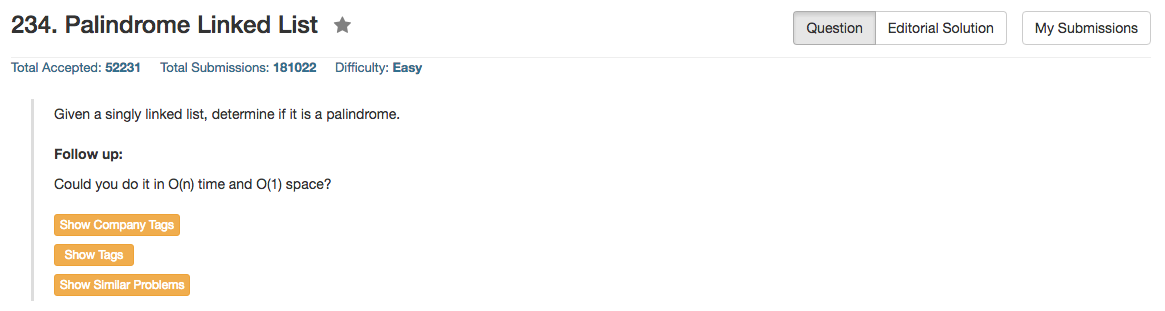 234. Palindrome Linked List
Question Editorial Solution My Submissions
Total Accepted: 52231 Total Submissions: 181022 Difficulty: Easy
Given a singly linked list, determine if it is a palindrome.
Follow up:
Could you do it in O(n) time and O(1) space?
Show Company Tags
Show Tags
Show Similar Problems